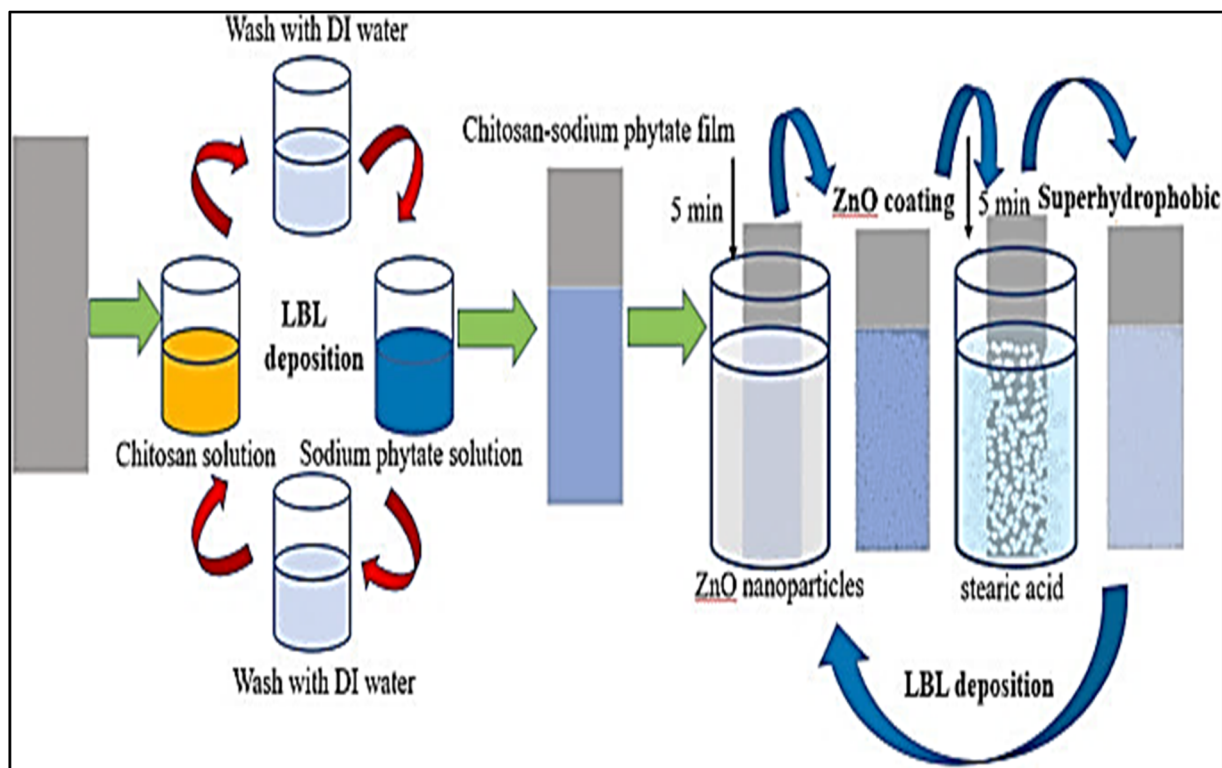 Wash with DI water
LBL
deposition
Chitosan solution
Sodium phytate solution
Wash with DI water
Chitosan-sodium phytate film
5 min
ZnO nanoparticles
ZnO coating
5 min
stearic acid
Superhydrophobic
LBL deposition